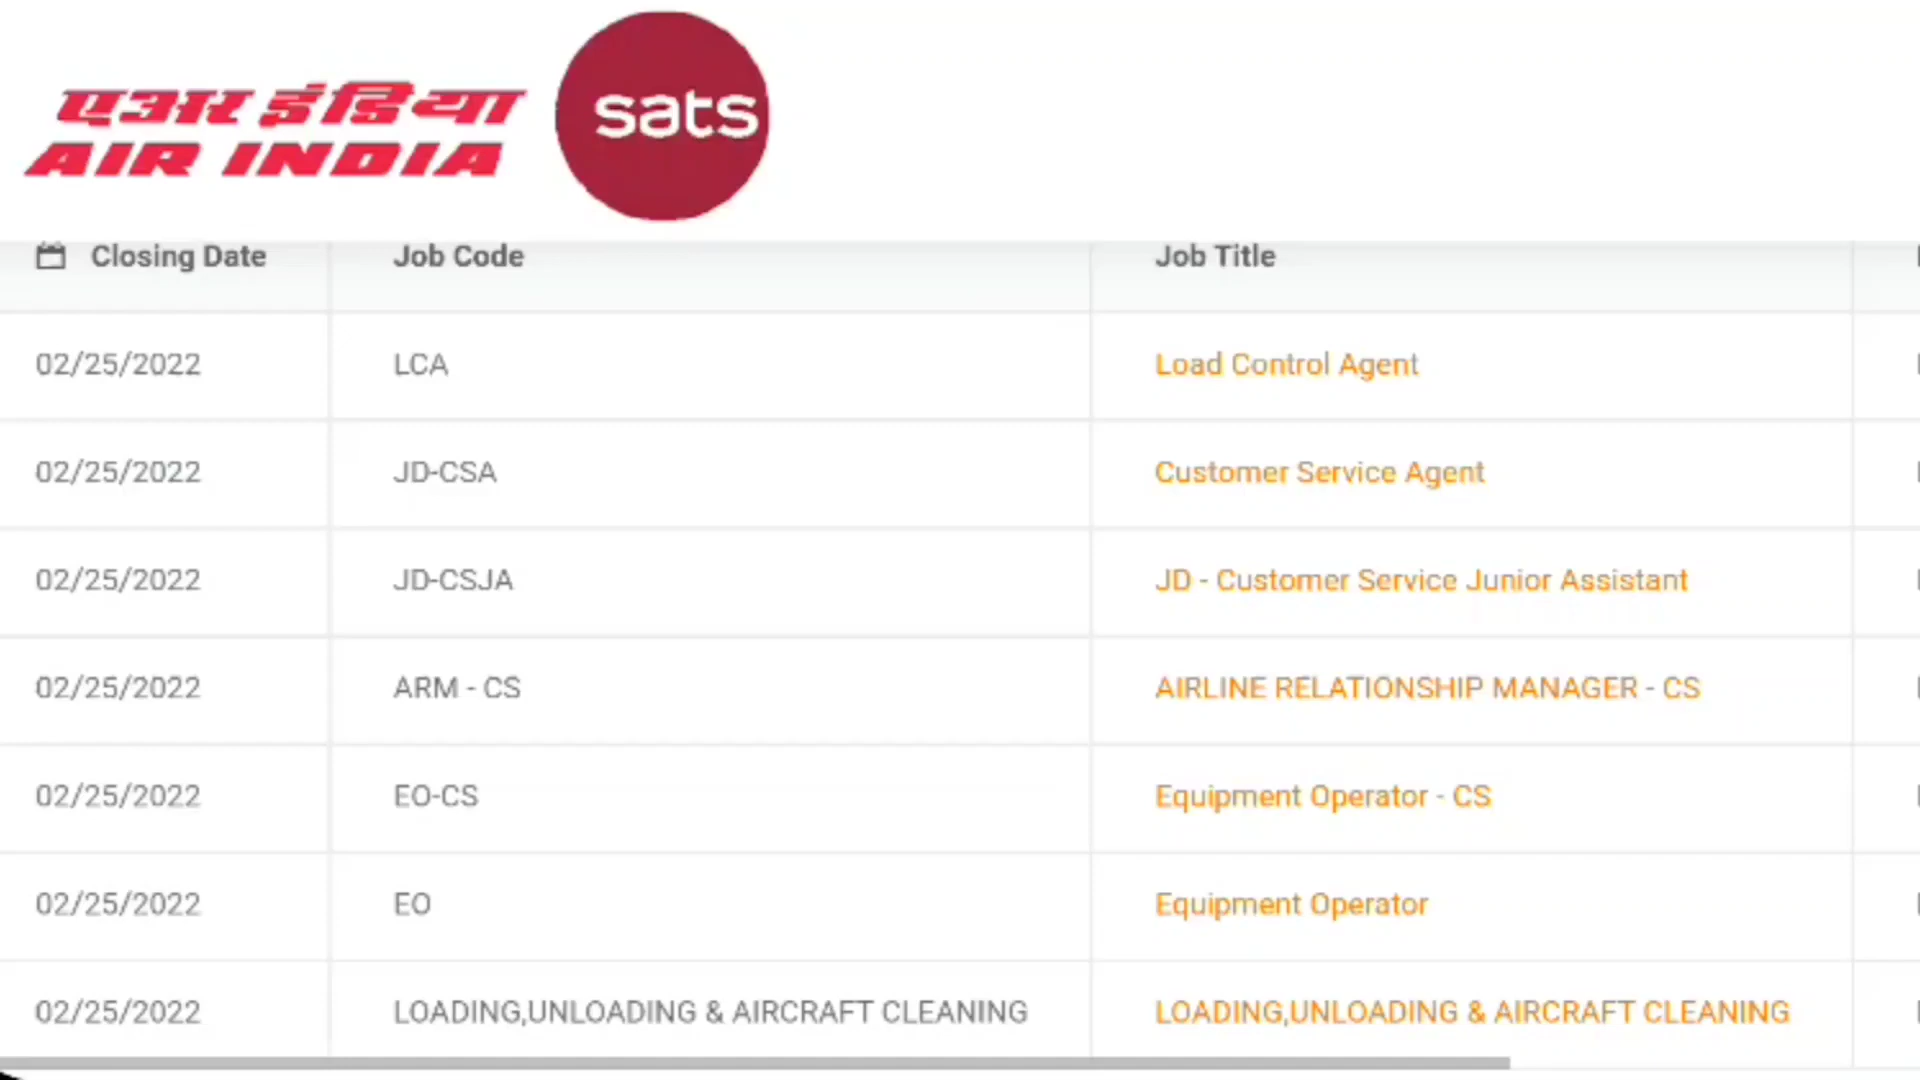 एअर इंडिया
AIR INDIA
sats
Closing Date Job Code Job Title
02/25/2022 LCA Load Control Agent
02/25/2022 JD-CSA Customer Service Agent
02/25/2022 JD-CSJA JD - Customer Service Junior Assistant
02/25/2022 ARM - CS AIRLINE RELATIONSHIP MANAGER - CS
02/25/2022 EO-CS Equipment Operator - CS
02/25/2022 EO Equipment Operator
02/25/2022 LOADING,UNLOADING & AIRCRAFT CLEANING LOADING,UNLOADING & AIRCRAFT CLEANING